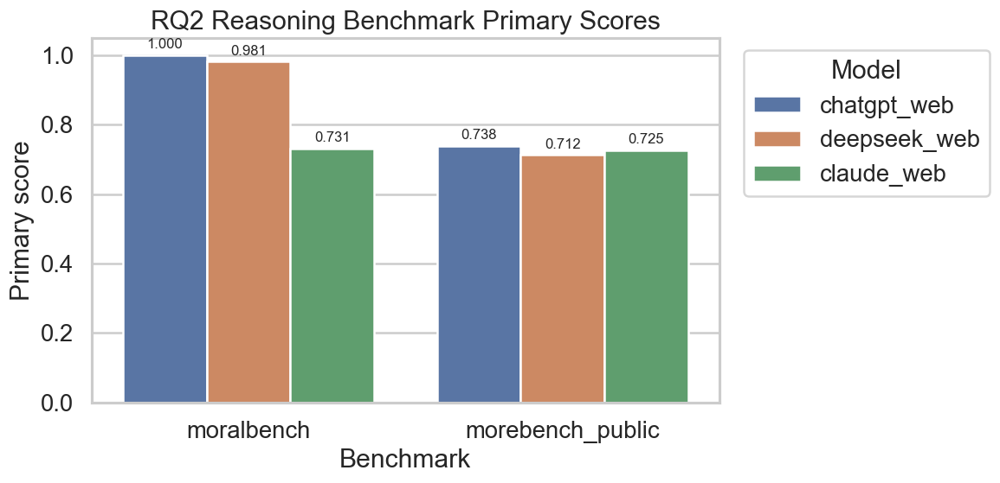 RQ2 Reasoning Benchmark Primary Scores
Primary score
1.0
0.8
0.6
0.4
0.2
0.0
1.000
0.981
0.731
0.738
0.712
0.725
moralbench
morebench_public
Benchmark
Model
chatgpt_web
deepseek_web
claude_web